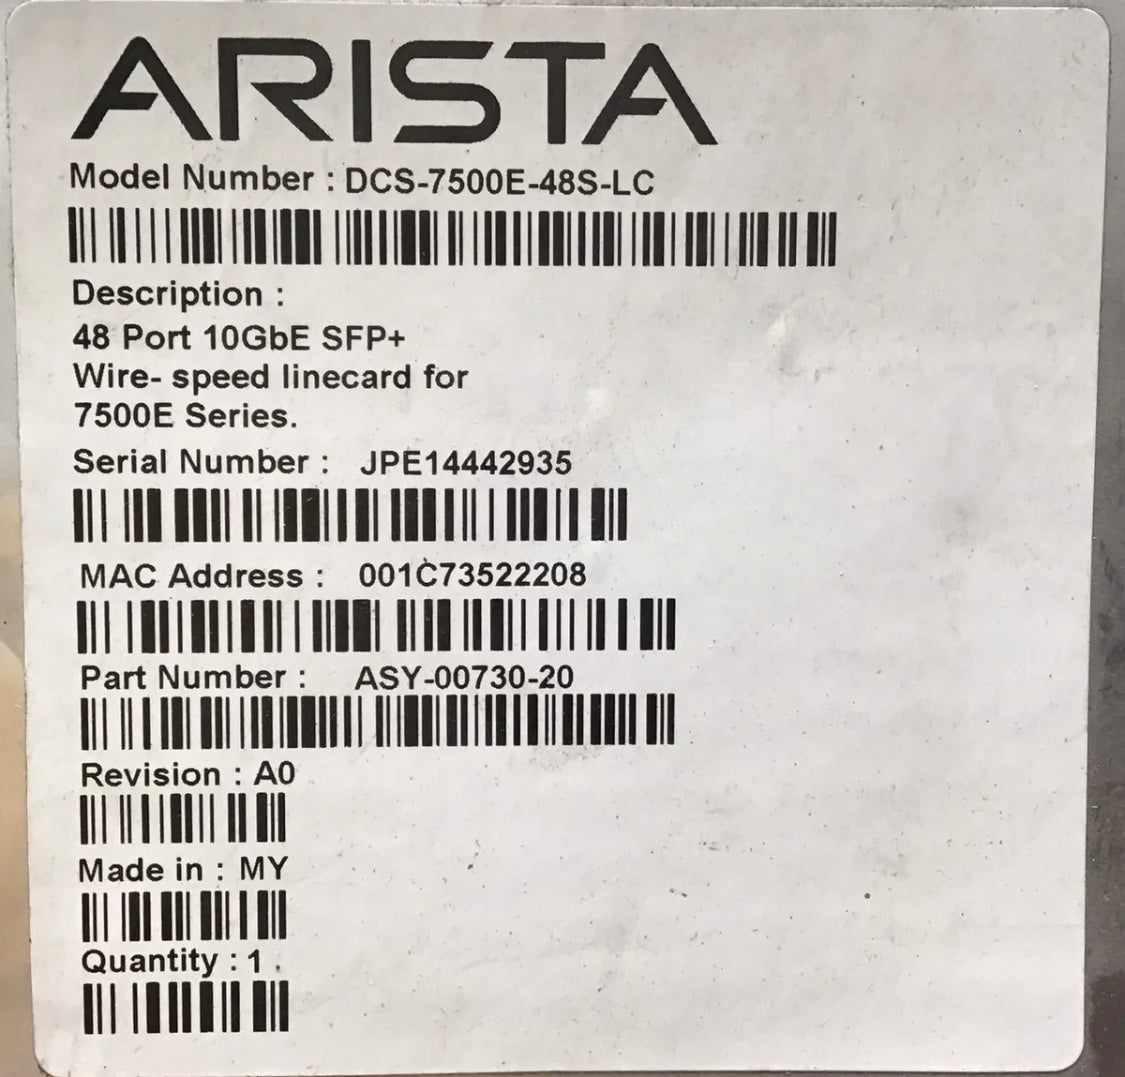 ARISTA
Model Number : DCS-7500E-48S-LC
Description :
48 Port 10GbE SFP+
Wire- speed linecard for
7500E Series.
Serial Number : JPE14442935
MAC Address : 001C73522208
Part Number : ASY-00730-20
Revision : A0
Made in : MY
Quantity : 1